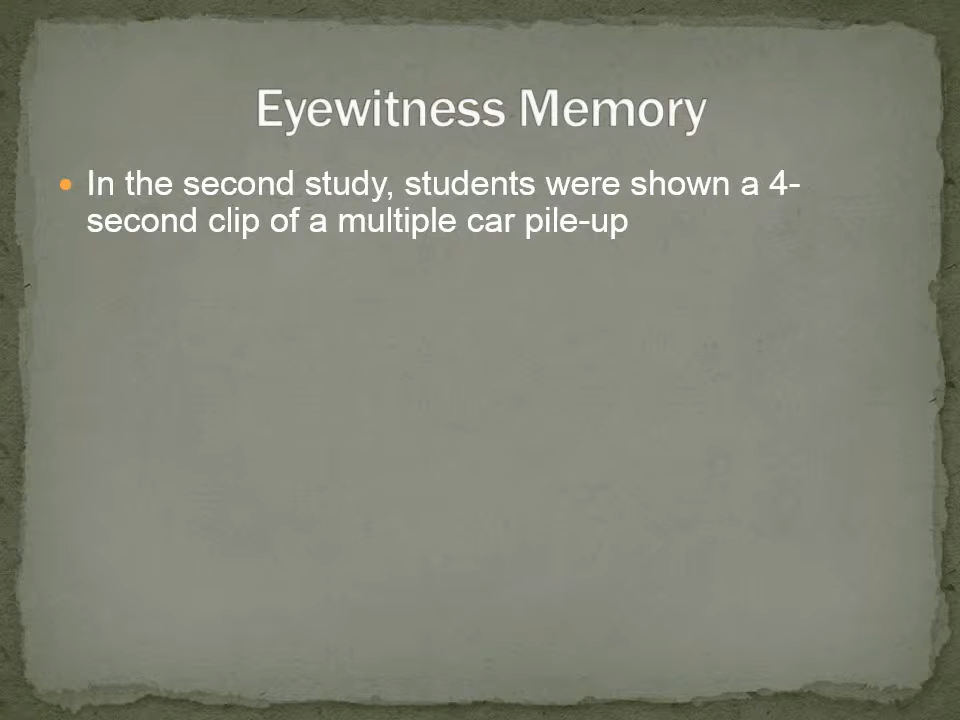 Eyewitness Memory
• In the second study, students were shown a 4-
second clip of a multiple car pile-up